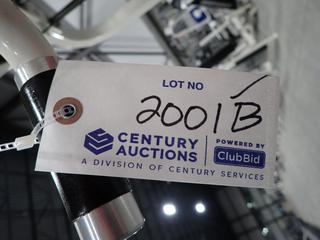 LOT NO
2001B
CENTURY
AUCTIONS
POWERED BY
ClubBid
A DIVISION OF CENTURY SERVICES